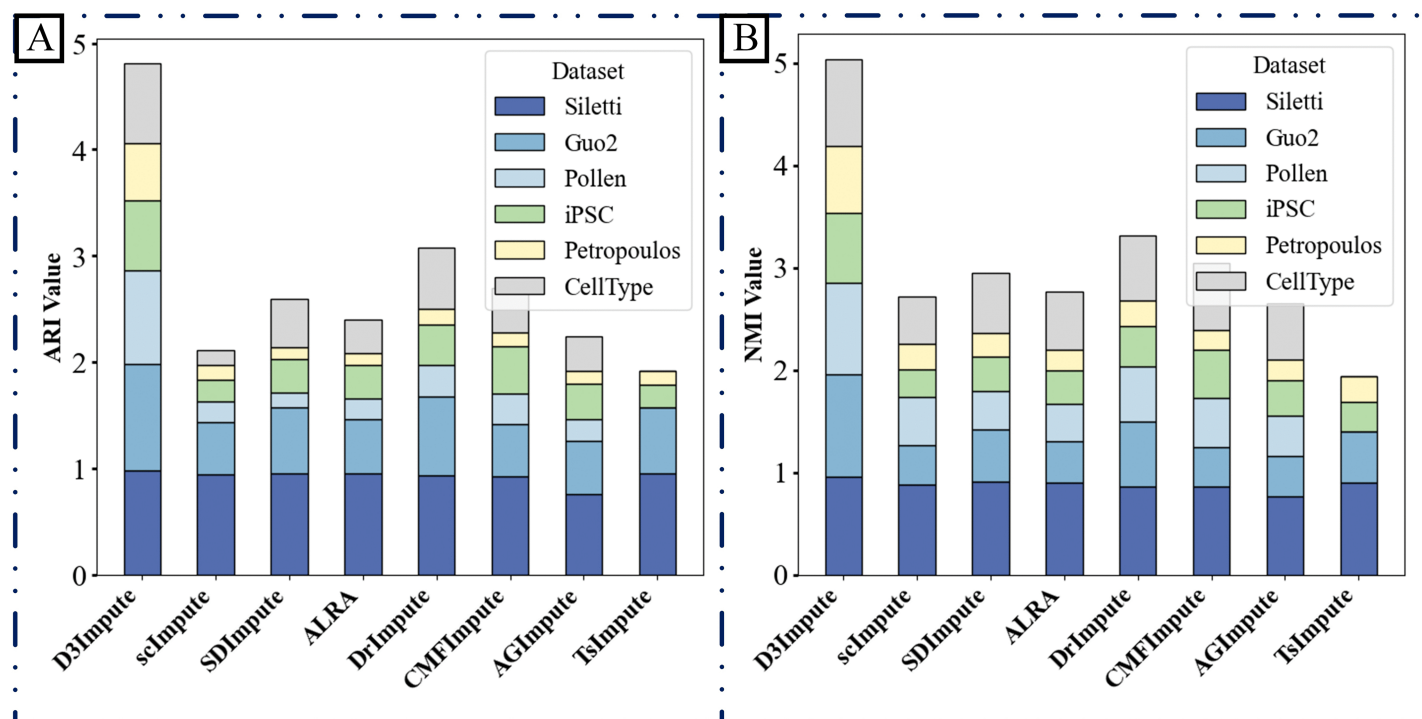 A
5
4
3
2
1
0
ARI Value
Dataset
Siletti
Guo2
Pollen
iPSC
Petropoulos
CellType
D3Impute
scImpute
SDImpute
ALRA
DrImpute
CMFImpute
AGImpute
TsImpute
B
5
4
3
2
1
0
NMI Value
Dataset
Siletti
Guo2
Pollen
iPSC
Petropoulos
CellType
D3Impute
scImpute
SDImpute
ALRA
DrImpute
CMFImpute
AGImpute
TsImpute